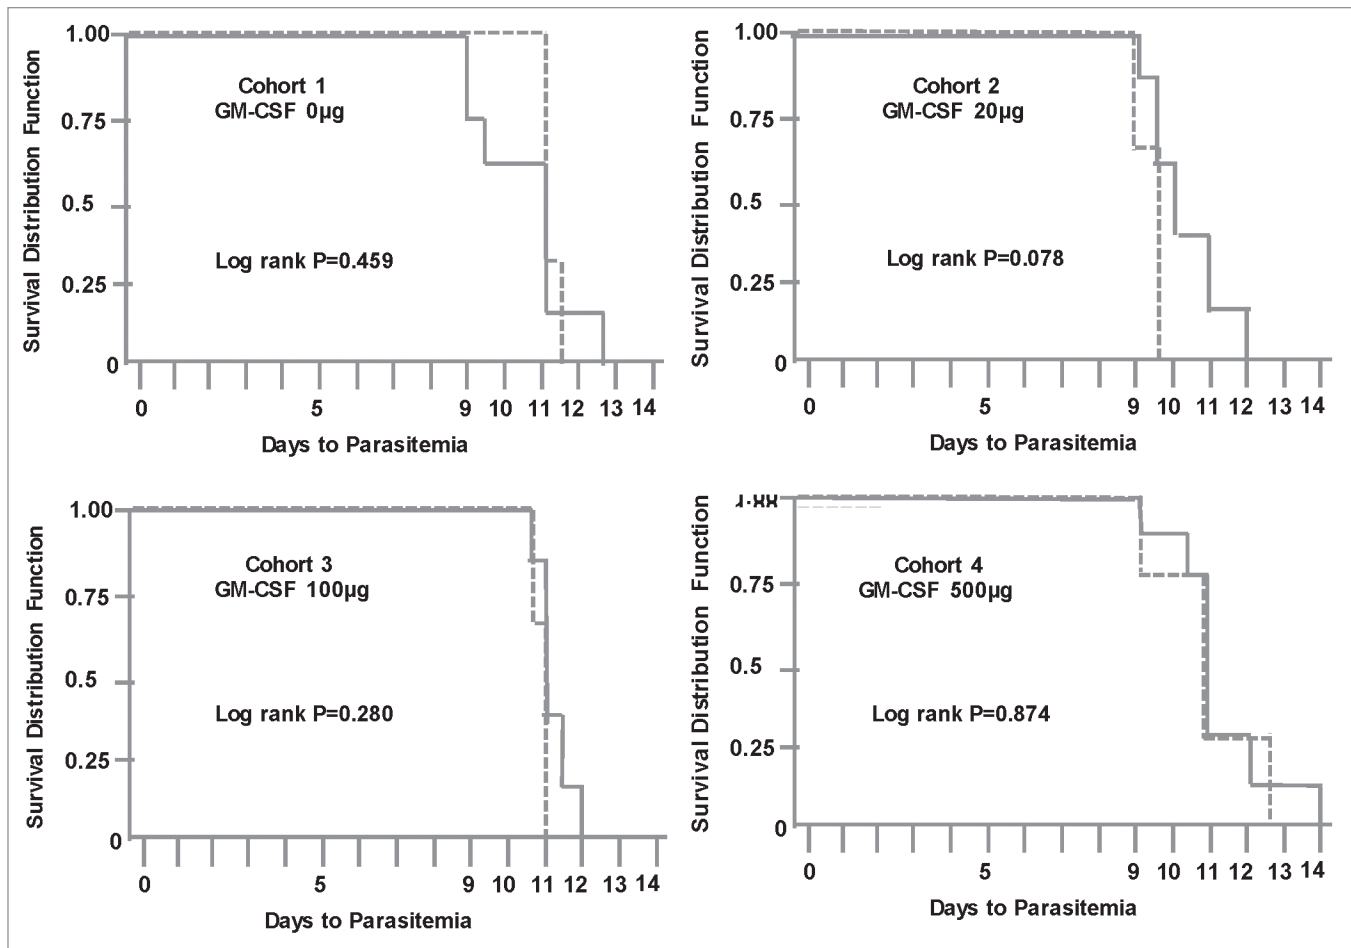 Survival Distribution Function
1.00
0.75
0.5
0.25
0
Cohort 1
GM-CSF 0µg
Log rank P=0.459
0 5 9 10 11 12 13 14
Days to Parasitemia
Survival Distribution Function
1.00
0.75
0.5
0.25
0
Cohort 2
GM-CSF 20µg
Log rank P=0.078
0 5 9 10 11 12 13 14
Days to Parasitemia
Survival Distribution Function
1.00
0.75
0.5
0.25
0
Cohort 3
GM-CSF 100µg
Log rank P=0.280
0 5 9 10 11 12 13 14
Days to Parasitemia
Survival Distribution Function
0.75
0.5
0.25
0
Cohort 4
GM-CSF 500µg
Log rank P=0.874
0 5 9 10 11 12 13 14
Days to Parasitemia